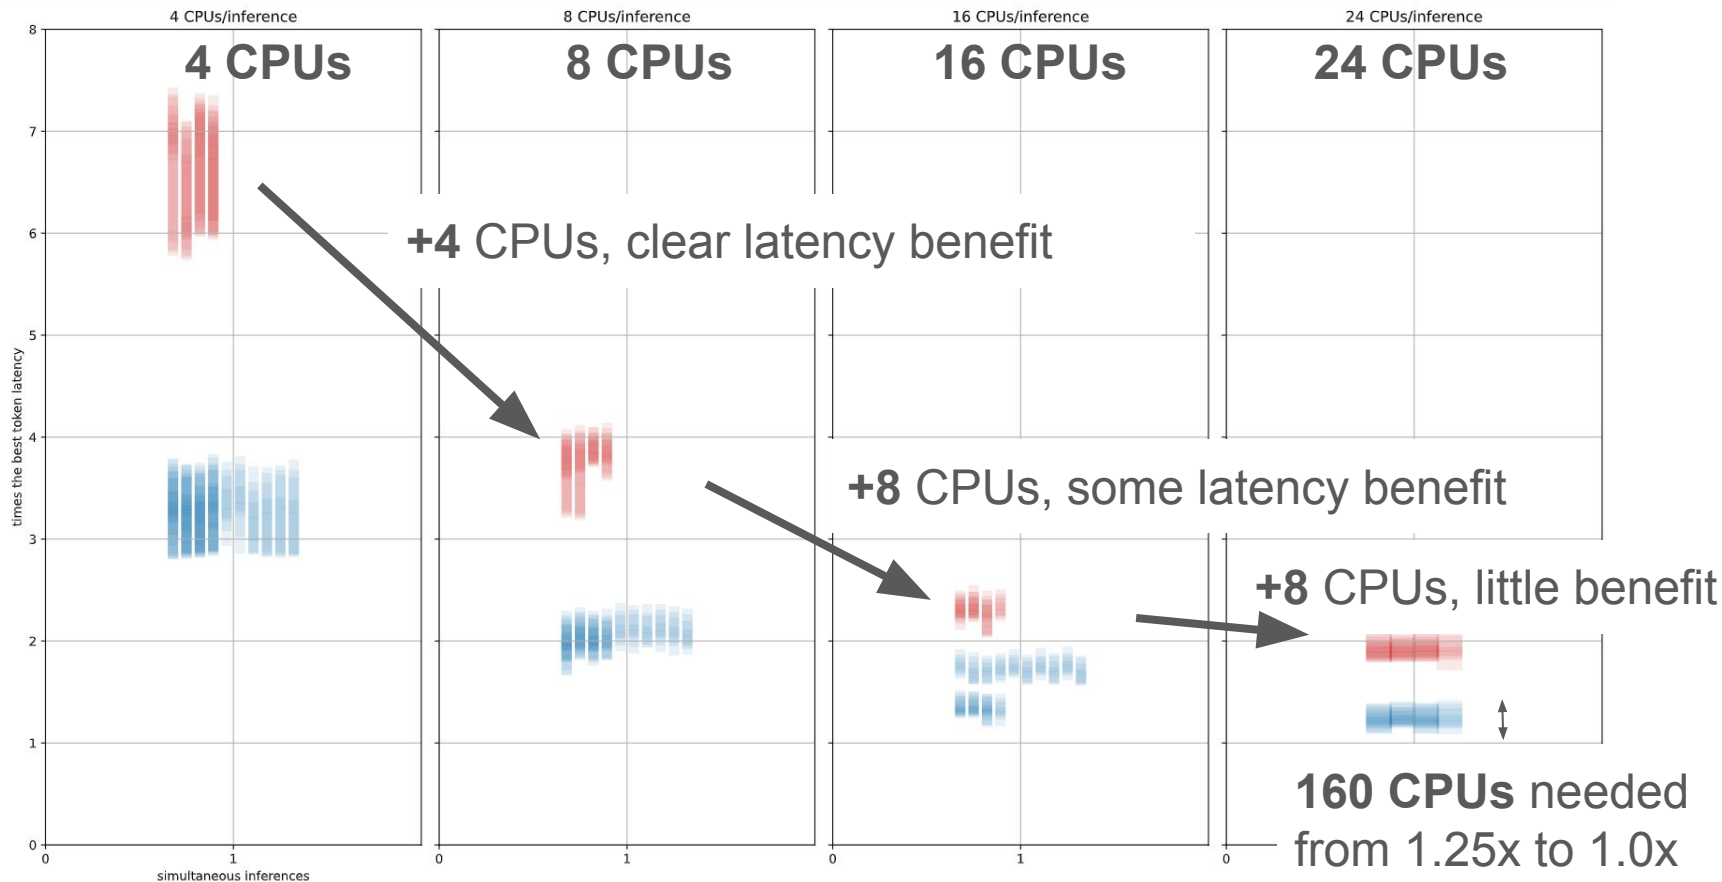 4 CPUs/inference
8 CPUs/inference
16 CPUs/inference
24 CPUs/inference
4 CPUs
8 CPUs
16 CPUs
24 CPUs
8
7
6
5
4
3
2
1
0
times the best token latency
+4 CPUs, clear latency benefit
+8 CPUs, some latency benefit
+8 CPUs, little benefit
160 CPUs needed
from 1.25x to 1.0x
0
1
0
1
0
1
0
simultaneous inferences